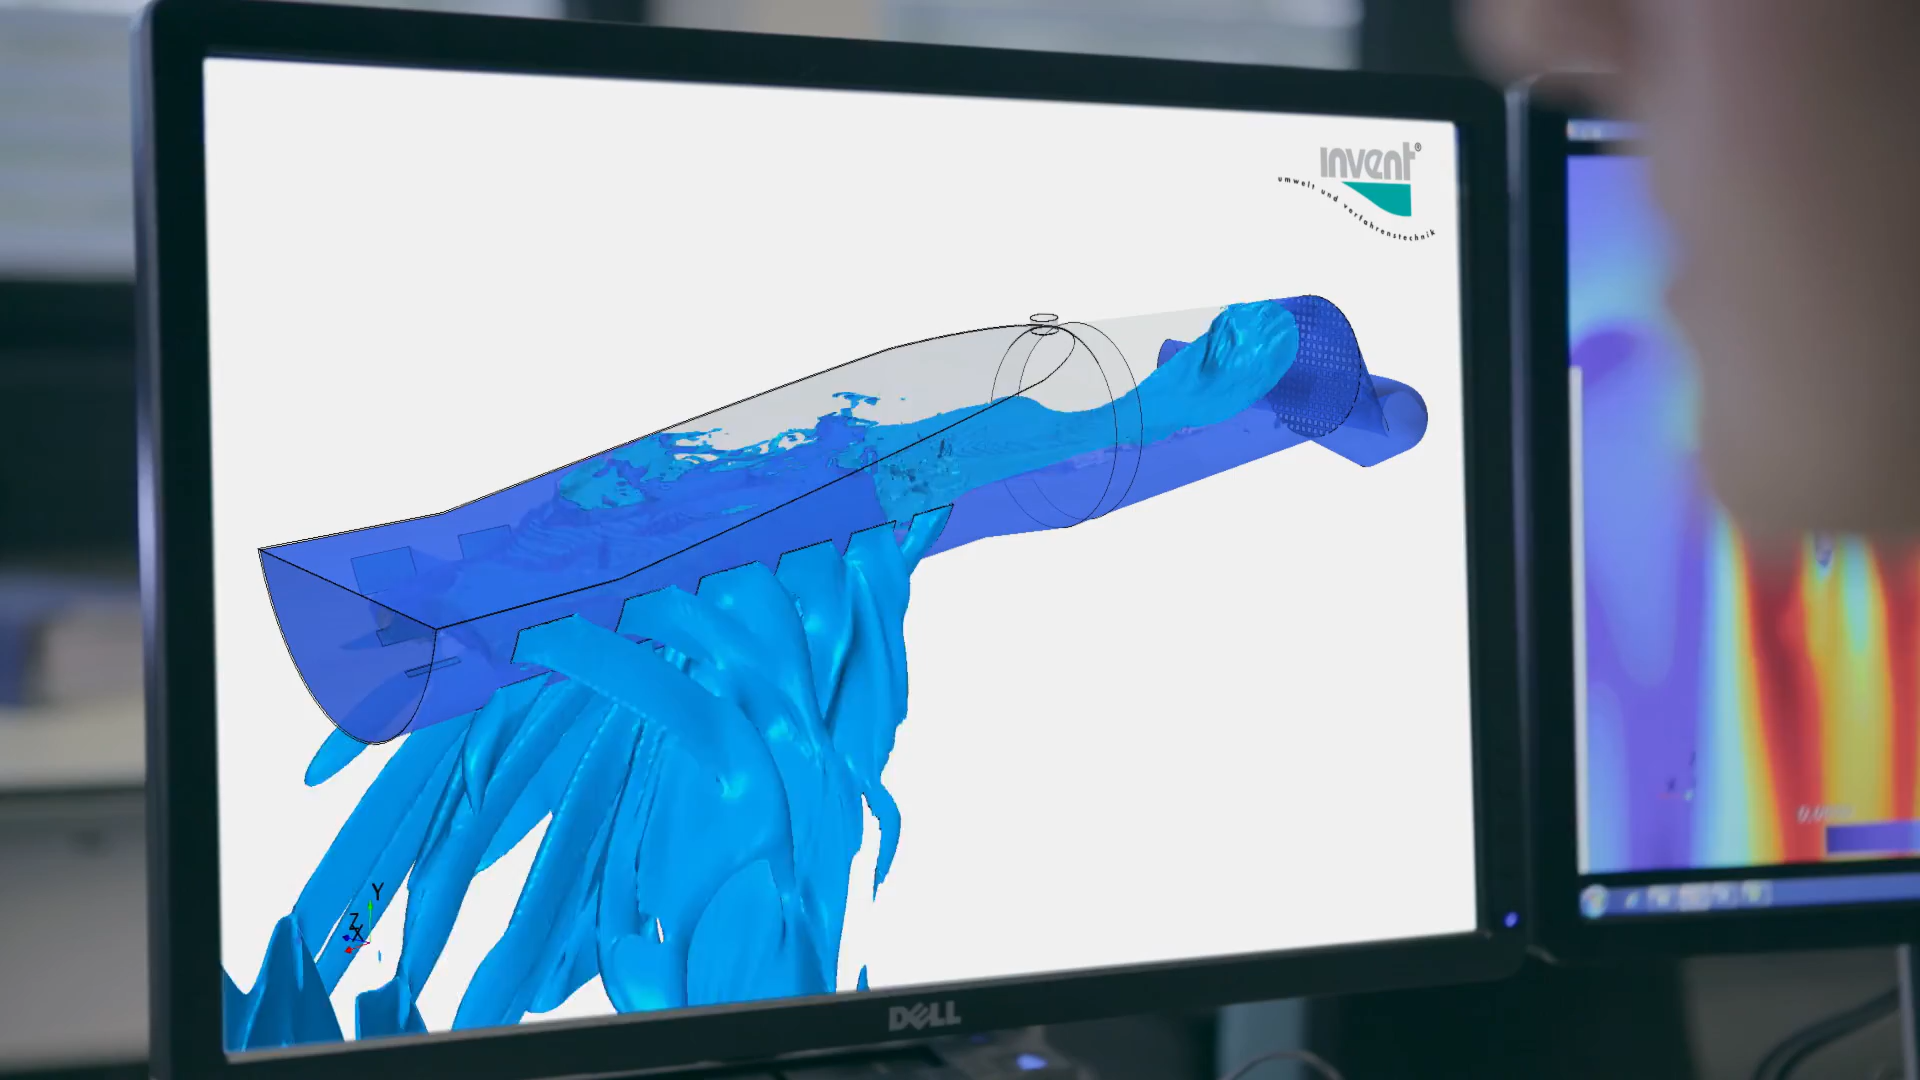 invent®
umwelt und verfahrenstechnik
Y
Z
X
DELL